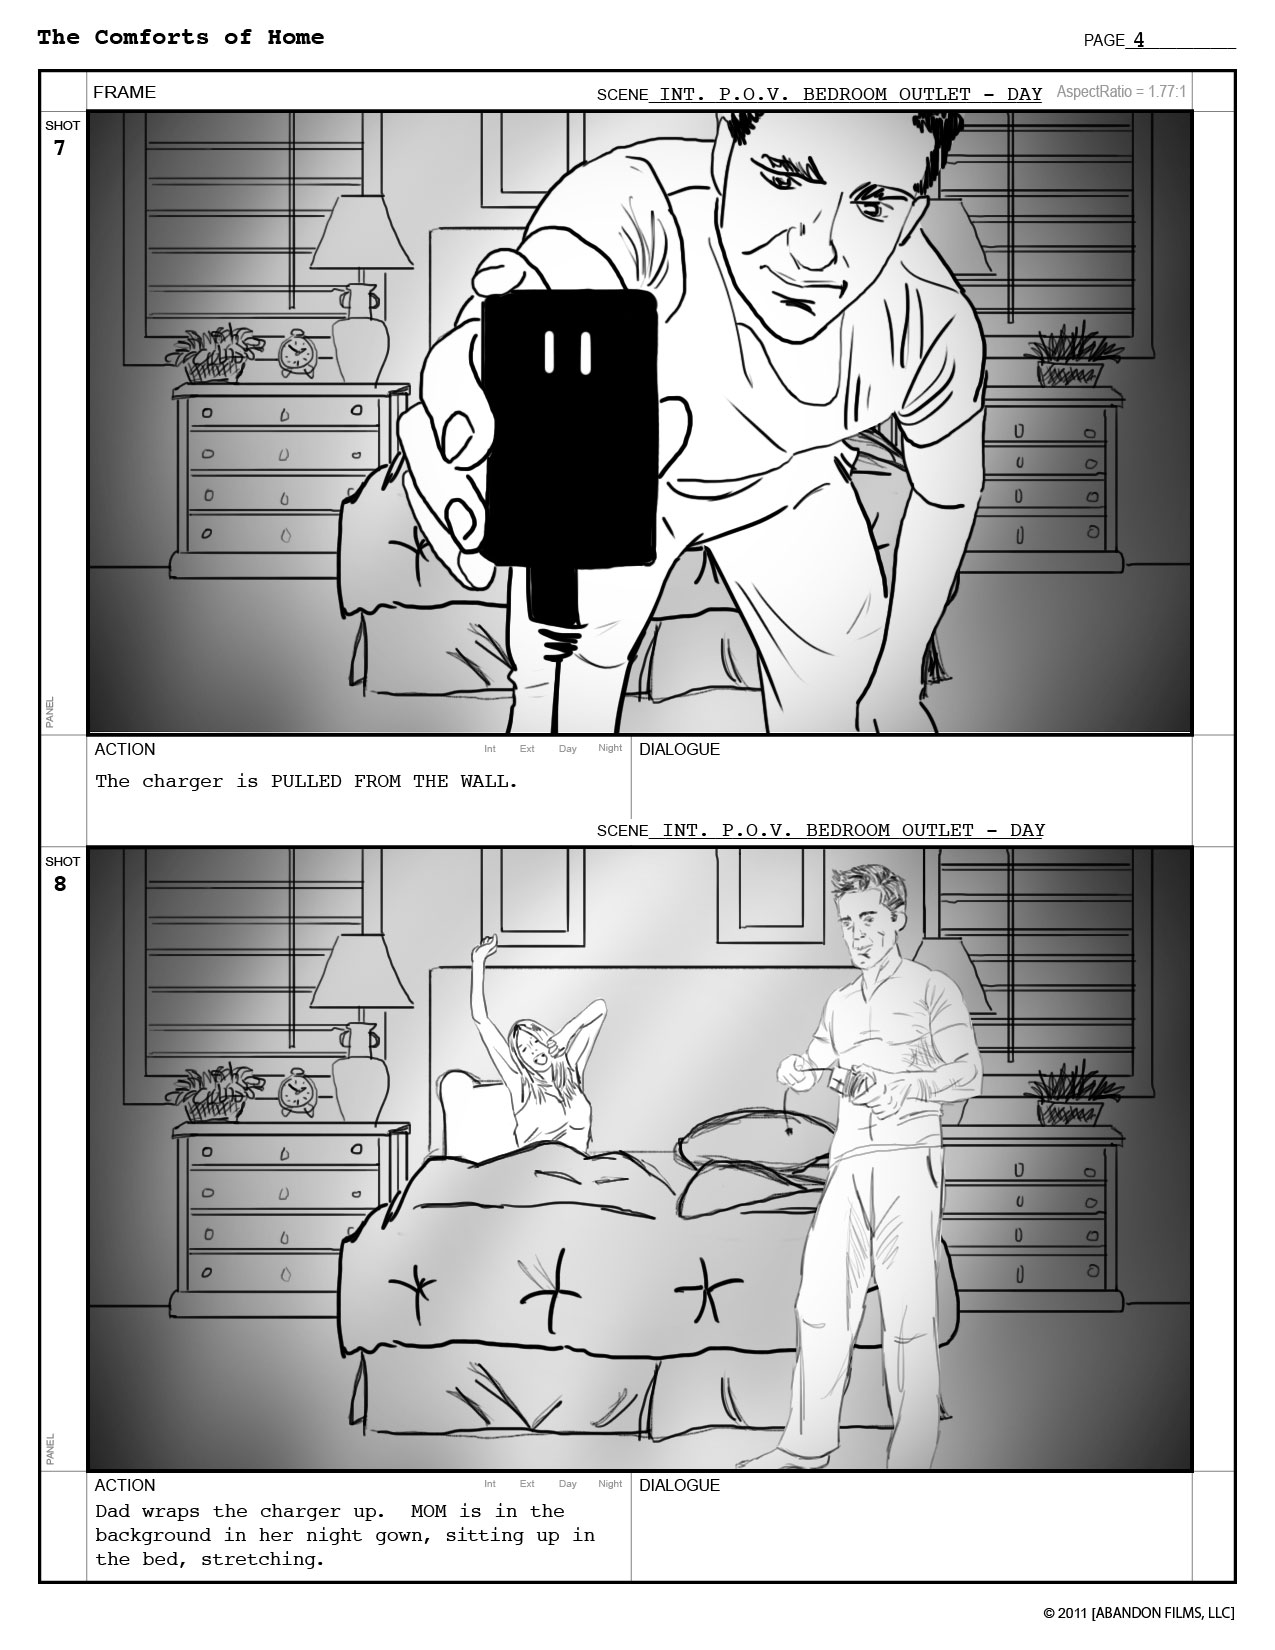 The Comforts of Home
PAGE 4
FRAME
SCENE INT. P.O.V. BEDROOM OUTLET - DAY
AspectRatio = 1.77:1
SHOT
7
PANEL
ACTION
Int Ext Day Night
DIALOGUE
The charger is PULLED FROM THE WALL.
SCENE INT. P.O.V. BEDROOM OUTLET - DAY
SHOT
8
PANEL
ACTION
Int Ext Day Night
DIALOGUE
Dad wraps the charger up. MOM is in the
background in her night gown, sitting up in
the bed, stretching.
© 2011 [ABANDON FILMS, LLC]